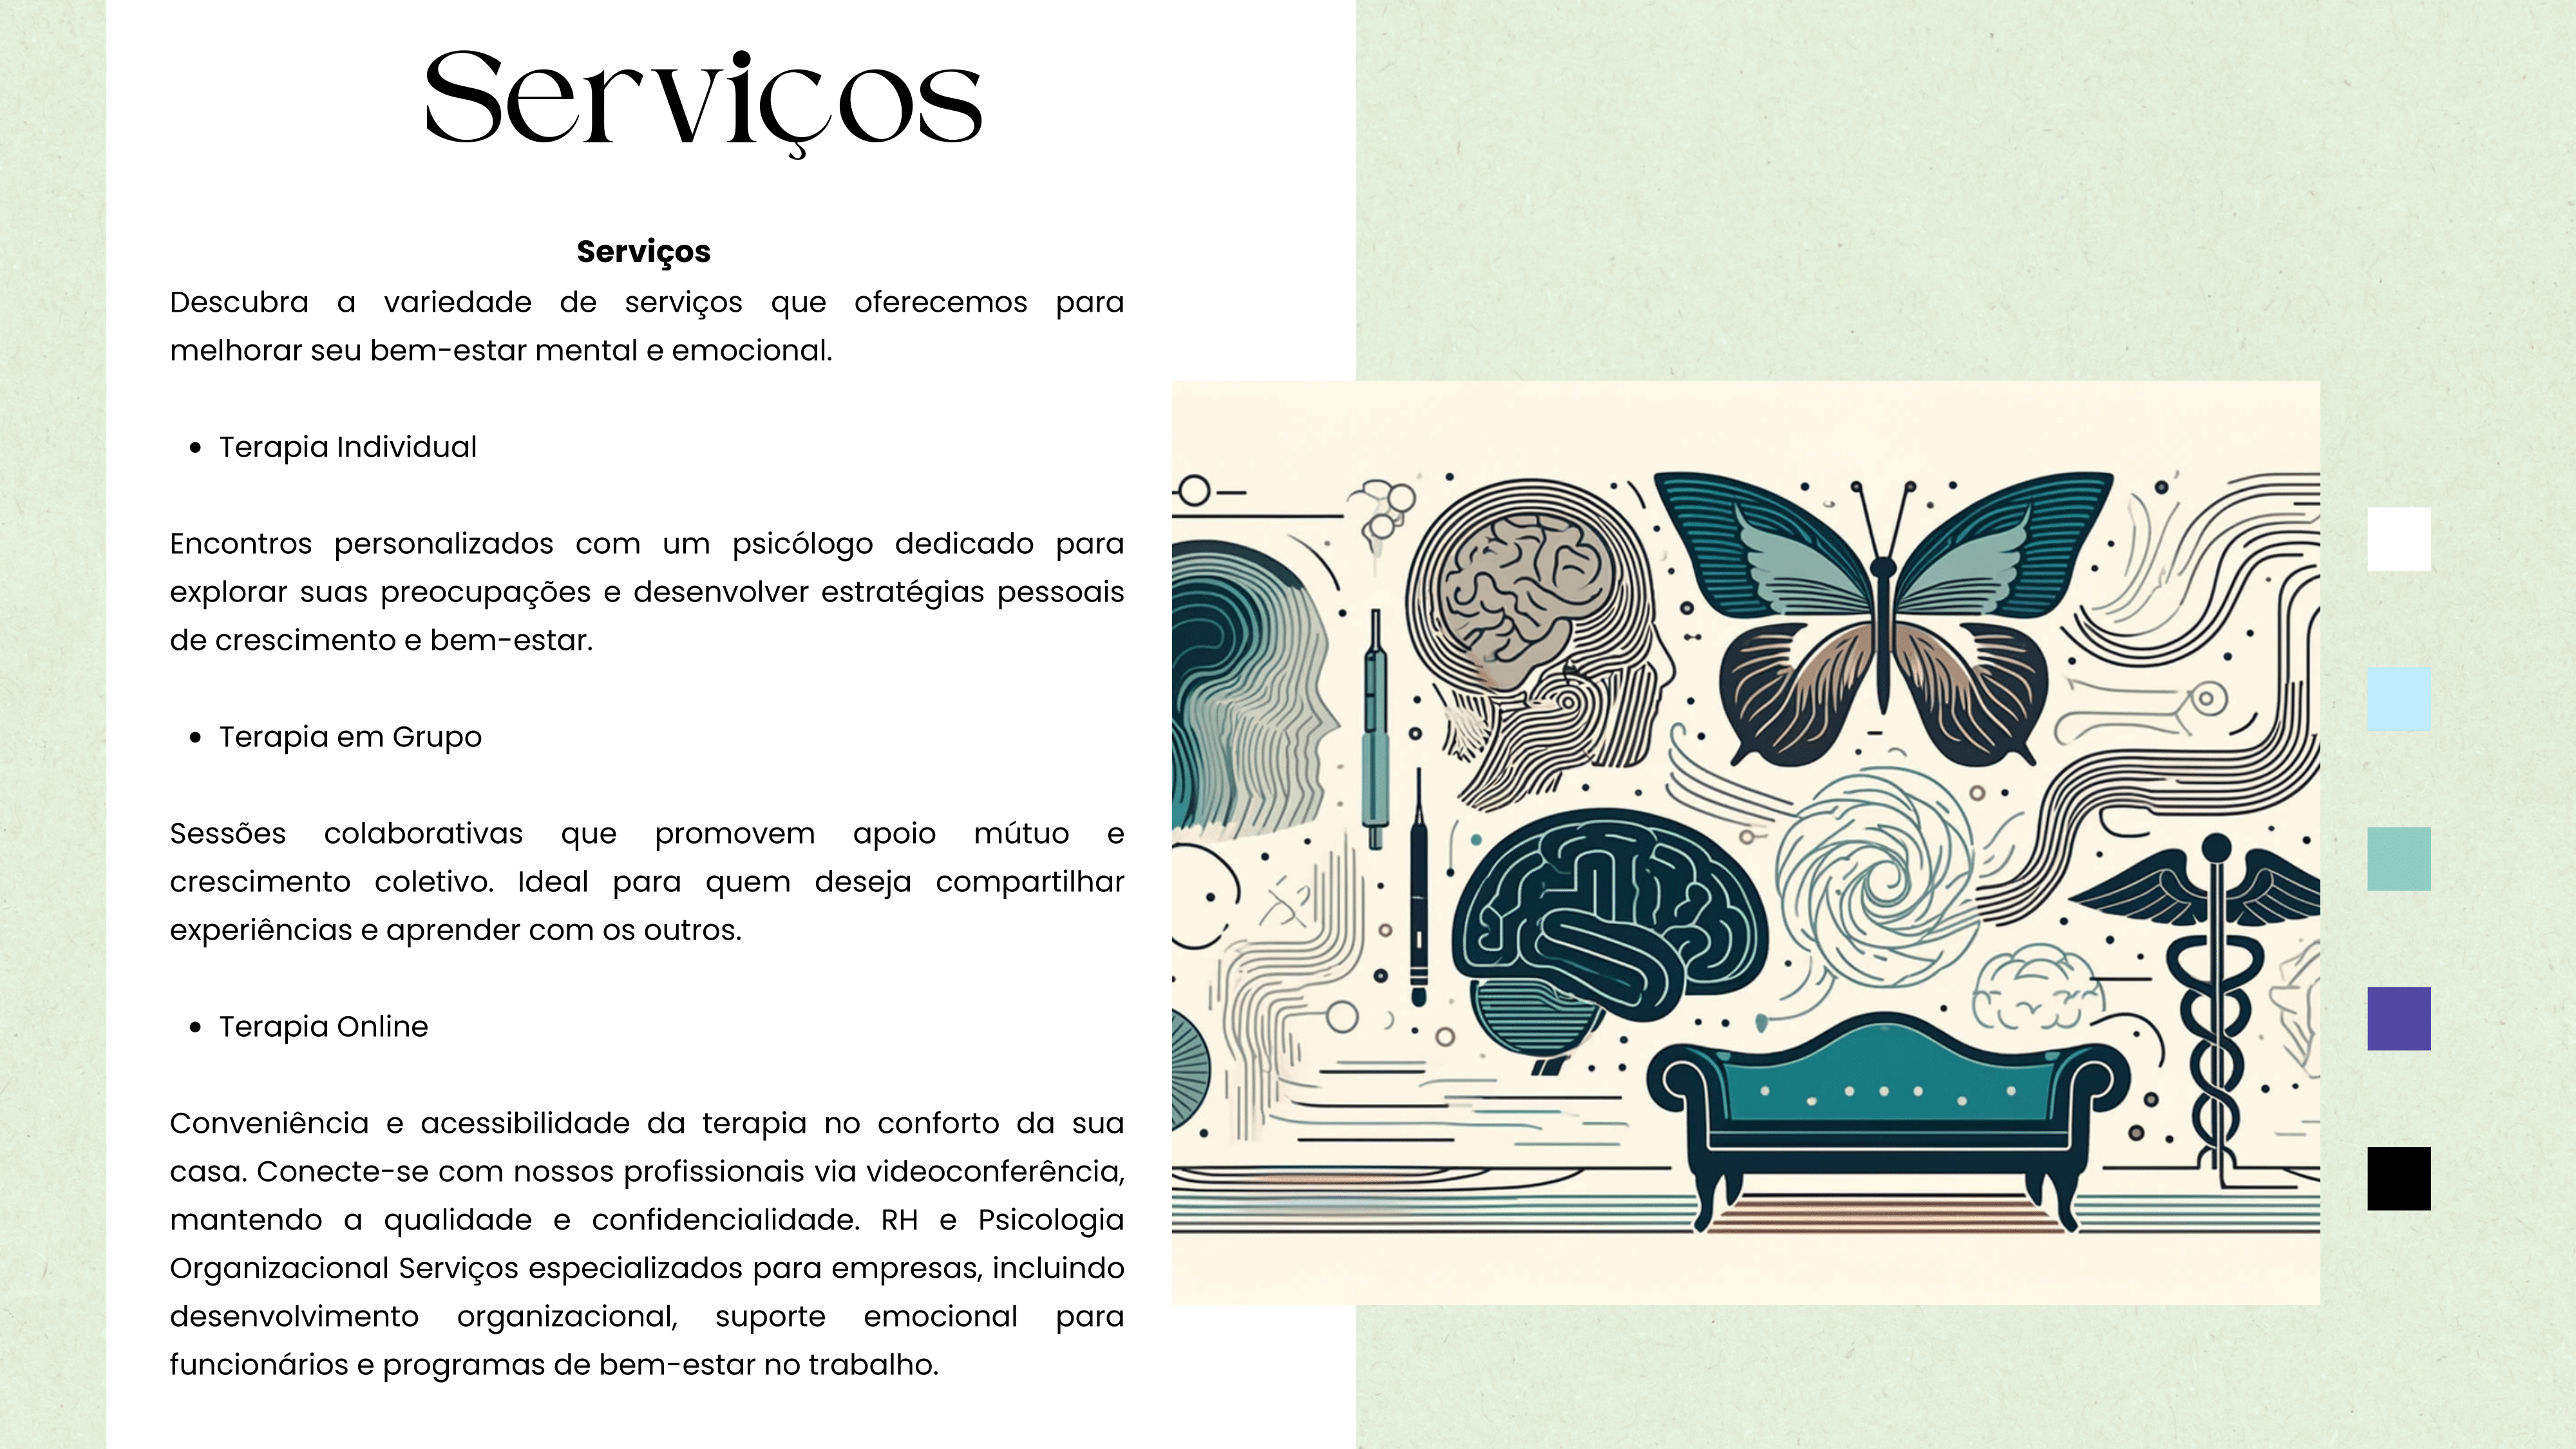 Serviços
Serviços
Descubra a variedade de serviços que oferecemos para
melhorar seu bem-estar mental e emocional.
• Terapia Individual
Encontros personalizados com um psicólogo dedicado para
explorar suas preocupações e desenvolver estratégias pessoais
de crescimento e bem-estar.
• Terapia em Grupo
Sessões colaborativas que promovem apoio mútuo e
crescimento coletivo. Ideal para quem deseja compartilhar
experiências e aprender com os outros.
• Terapia Online
Conveniência e acessibilidade da terapia no conforto da sua
casa. Conecte-se com nossos profissionais via videoconferência,
mantendo a qualidade e confidencialidade. RH e Psicologia
Organizacional Serviços especializados para empresas, incluindo
desenvolvimento organizacional, suporte emocional para
funcionários e programas de bem-estar no trabalho.